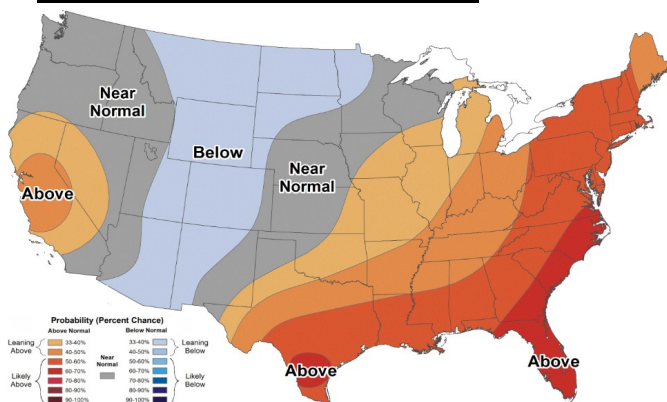 Near
Normal
Below
Near
Normal
Above
Above
Above
Probability (Percent Chance)
Above Normal
Below Normal
Leaning
Above
33-40%
40-50%
Likely
Above
50-60%
60-70%
70-80%
80-90%
90-100%
Near
Normal
33-40%
40-50%
Leaning
Below
50-60%
60-70%
70-80%
80-90%
90-100%
Likely
Below